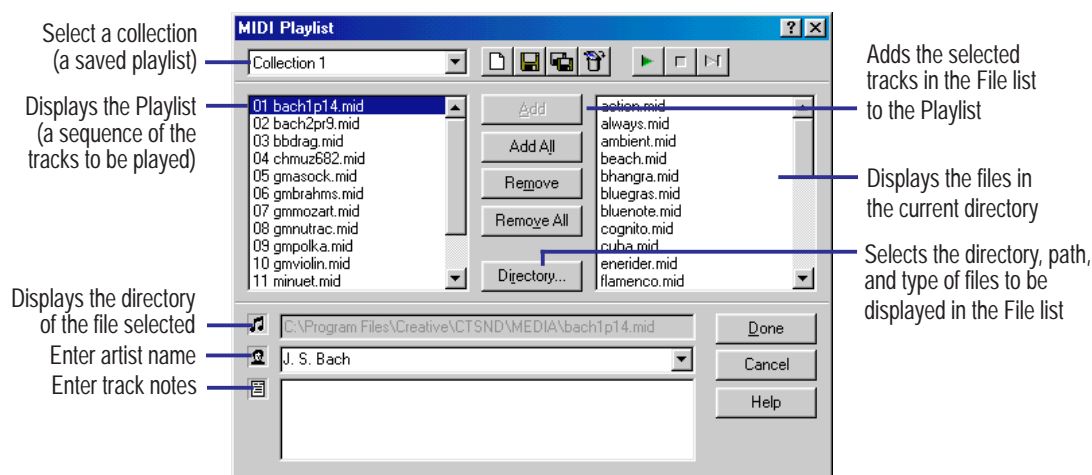 Select a collection
(a saved playlist)
Displays the Playlist
(a sequence of the
tracks to be played)
Displays the directory
of the file selected
Enter artist name
Enter track notes
MIDI Playlist
Collection 1
01 bach1p14.mid
02 bach2pr9.mid
03 bbdrag.mid
04 chmuz682.mid
05 gmasock.mid
06 gmbrahms.mid
07 gmmozart.mid
08 gmnutrac.mid
09 gmpolka.mid
10 gmviolin.mid
11 minuet.mid
Add
Add All
Remove
Remove All
Directory...
action.mid
always.mid
ambient.mid
beach.mid
bhangra.mid
bluegras.mid
bluenote.mid
cognito.mid
cuba.mid
enerider.mid
flamenco.mid
C:\Program Files\Creative\CTSND\MEDIA\bach1p14.mid
J. S. Bach
Done
Cancel
Help
Adds the selected
tracks in the File list
to the Playlist
Displays the files in
the current directory
Selects the directory, path,
and type of files to be
displayed in the File list